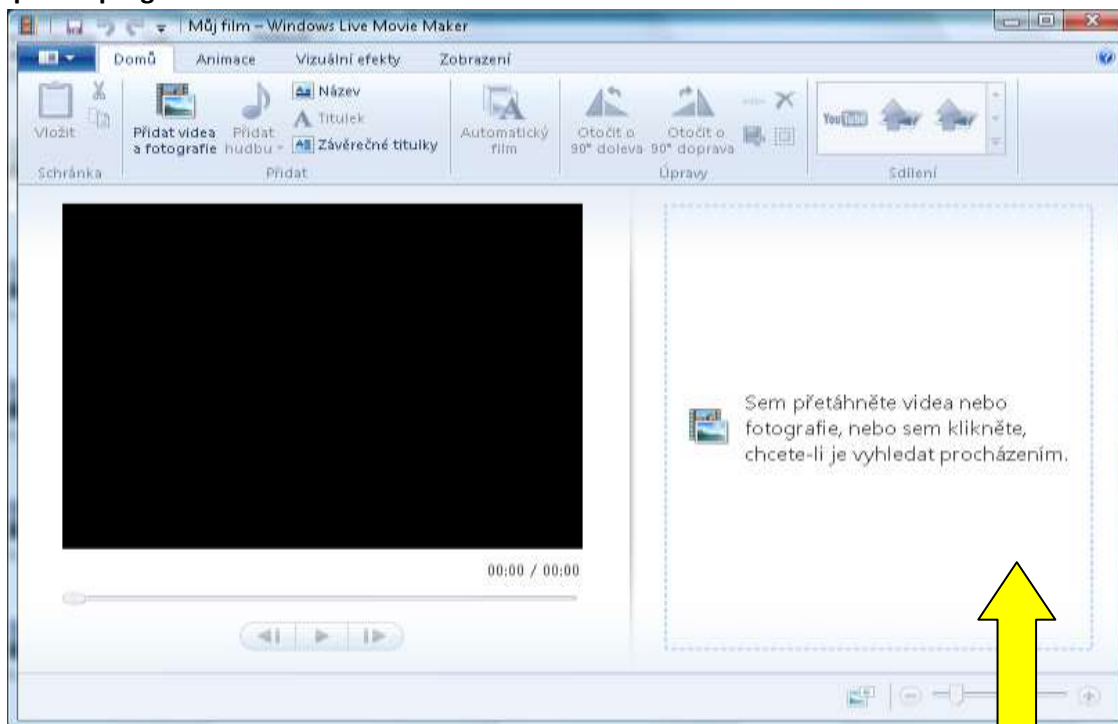 Můj film – Windows Live Movie Maker
Domů Animace Vizuální efekty Zobrazení
Vložit
Přidat videa
a fotografie
Přidat
hudbu
Název
Titulek
Závěrečné titulky
Automatický
film
Otočit o
90° doleva
Otočit o
90° doprava
YouTube
Schránka Přidat Úpravy Sdílení
Sem přetáhněte videa nebo
fotografie, nebo sem klikněte,
chcete-li je vyhledat procházením.
00:00 / 00:00